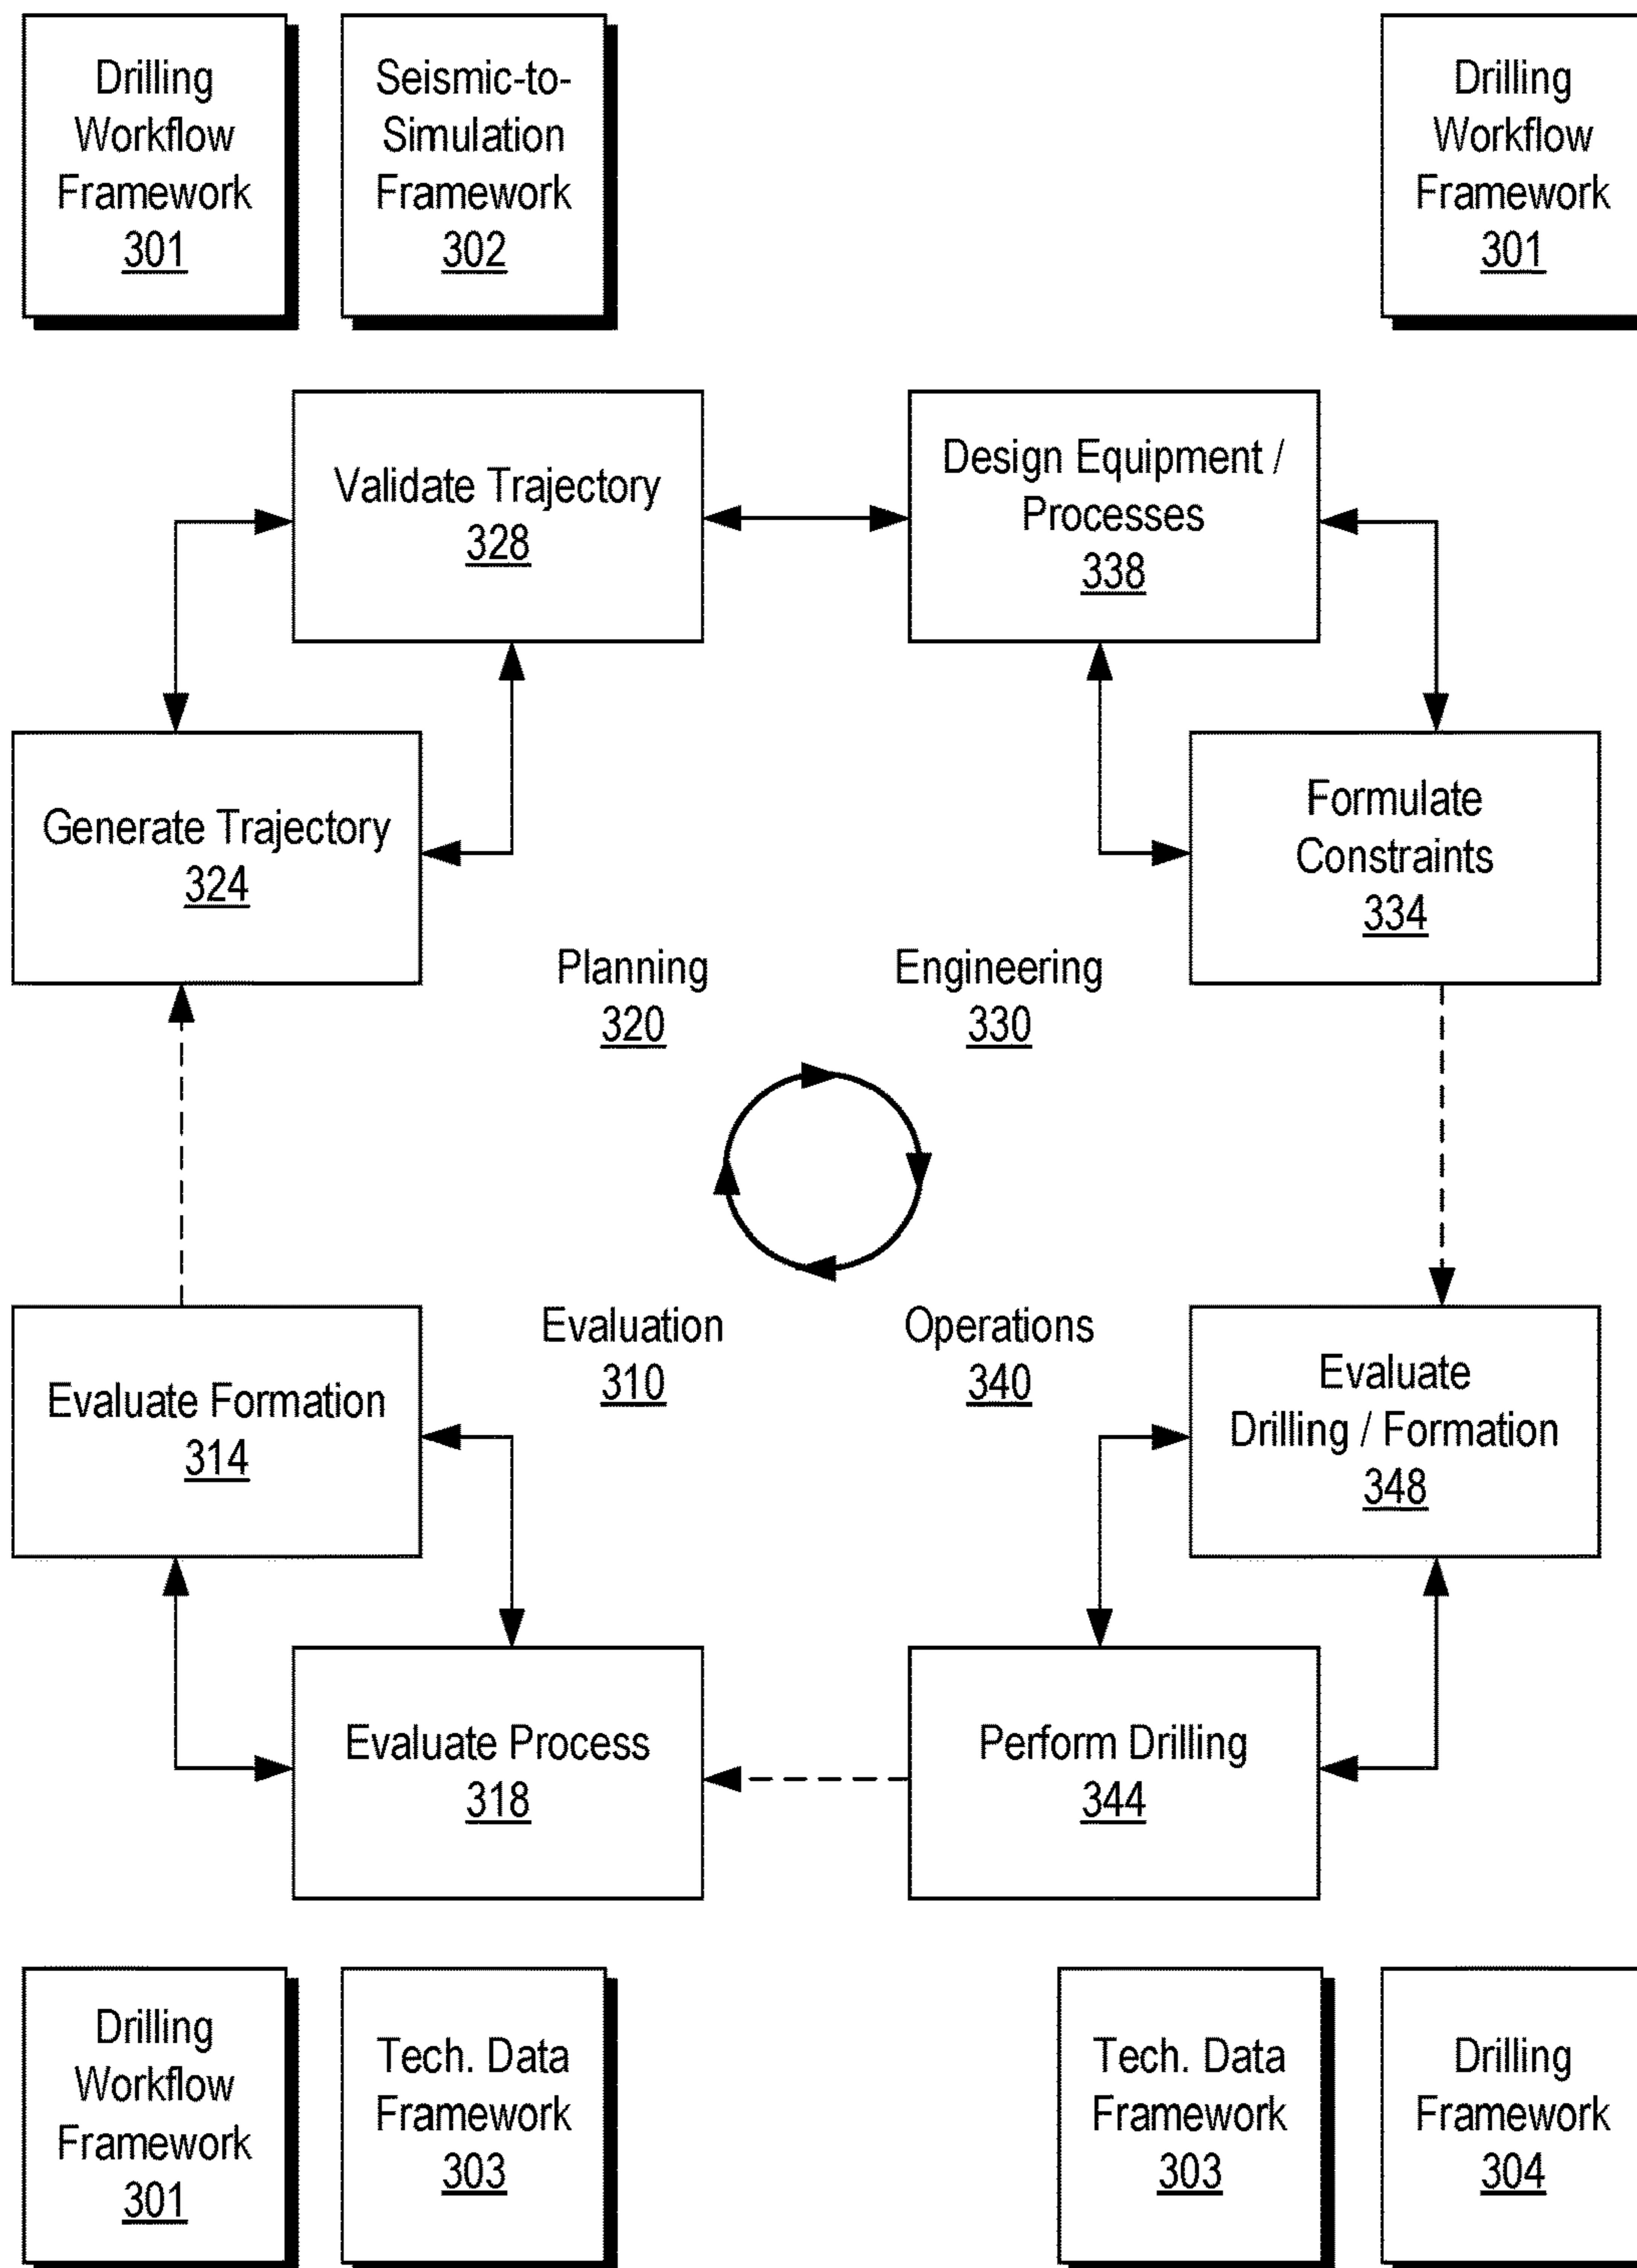 Drilling
Workflow
Framework
301
Seismic-to-
Simulation
Framework
302
Drilling
Workflow
Framework
301
Validate Trajectory
328
Design Equipment /
Processes
338
Generate Trajectory
324
Formulate
Constraints
334
Planning
320
Engineering
330
Evaluation
310
Operations
340
Evaluate Formation
314
Evaluate
Drilling / Formation
348
Evaluate Process
318
Perform Drilling
344
Drilling
Workflow
Framework
301
Tech. Data
Framework
303
Tech. Data
Framework
303
Drilling
Framework
304